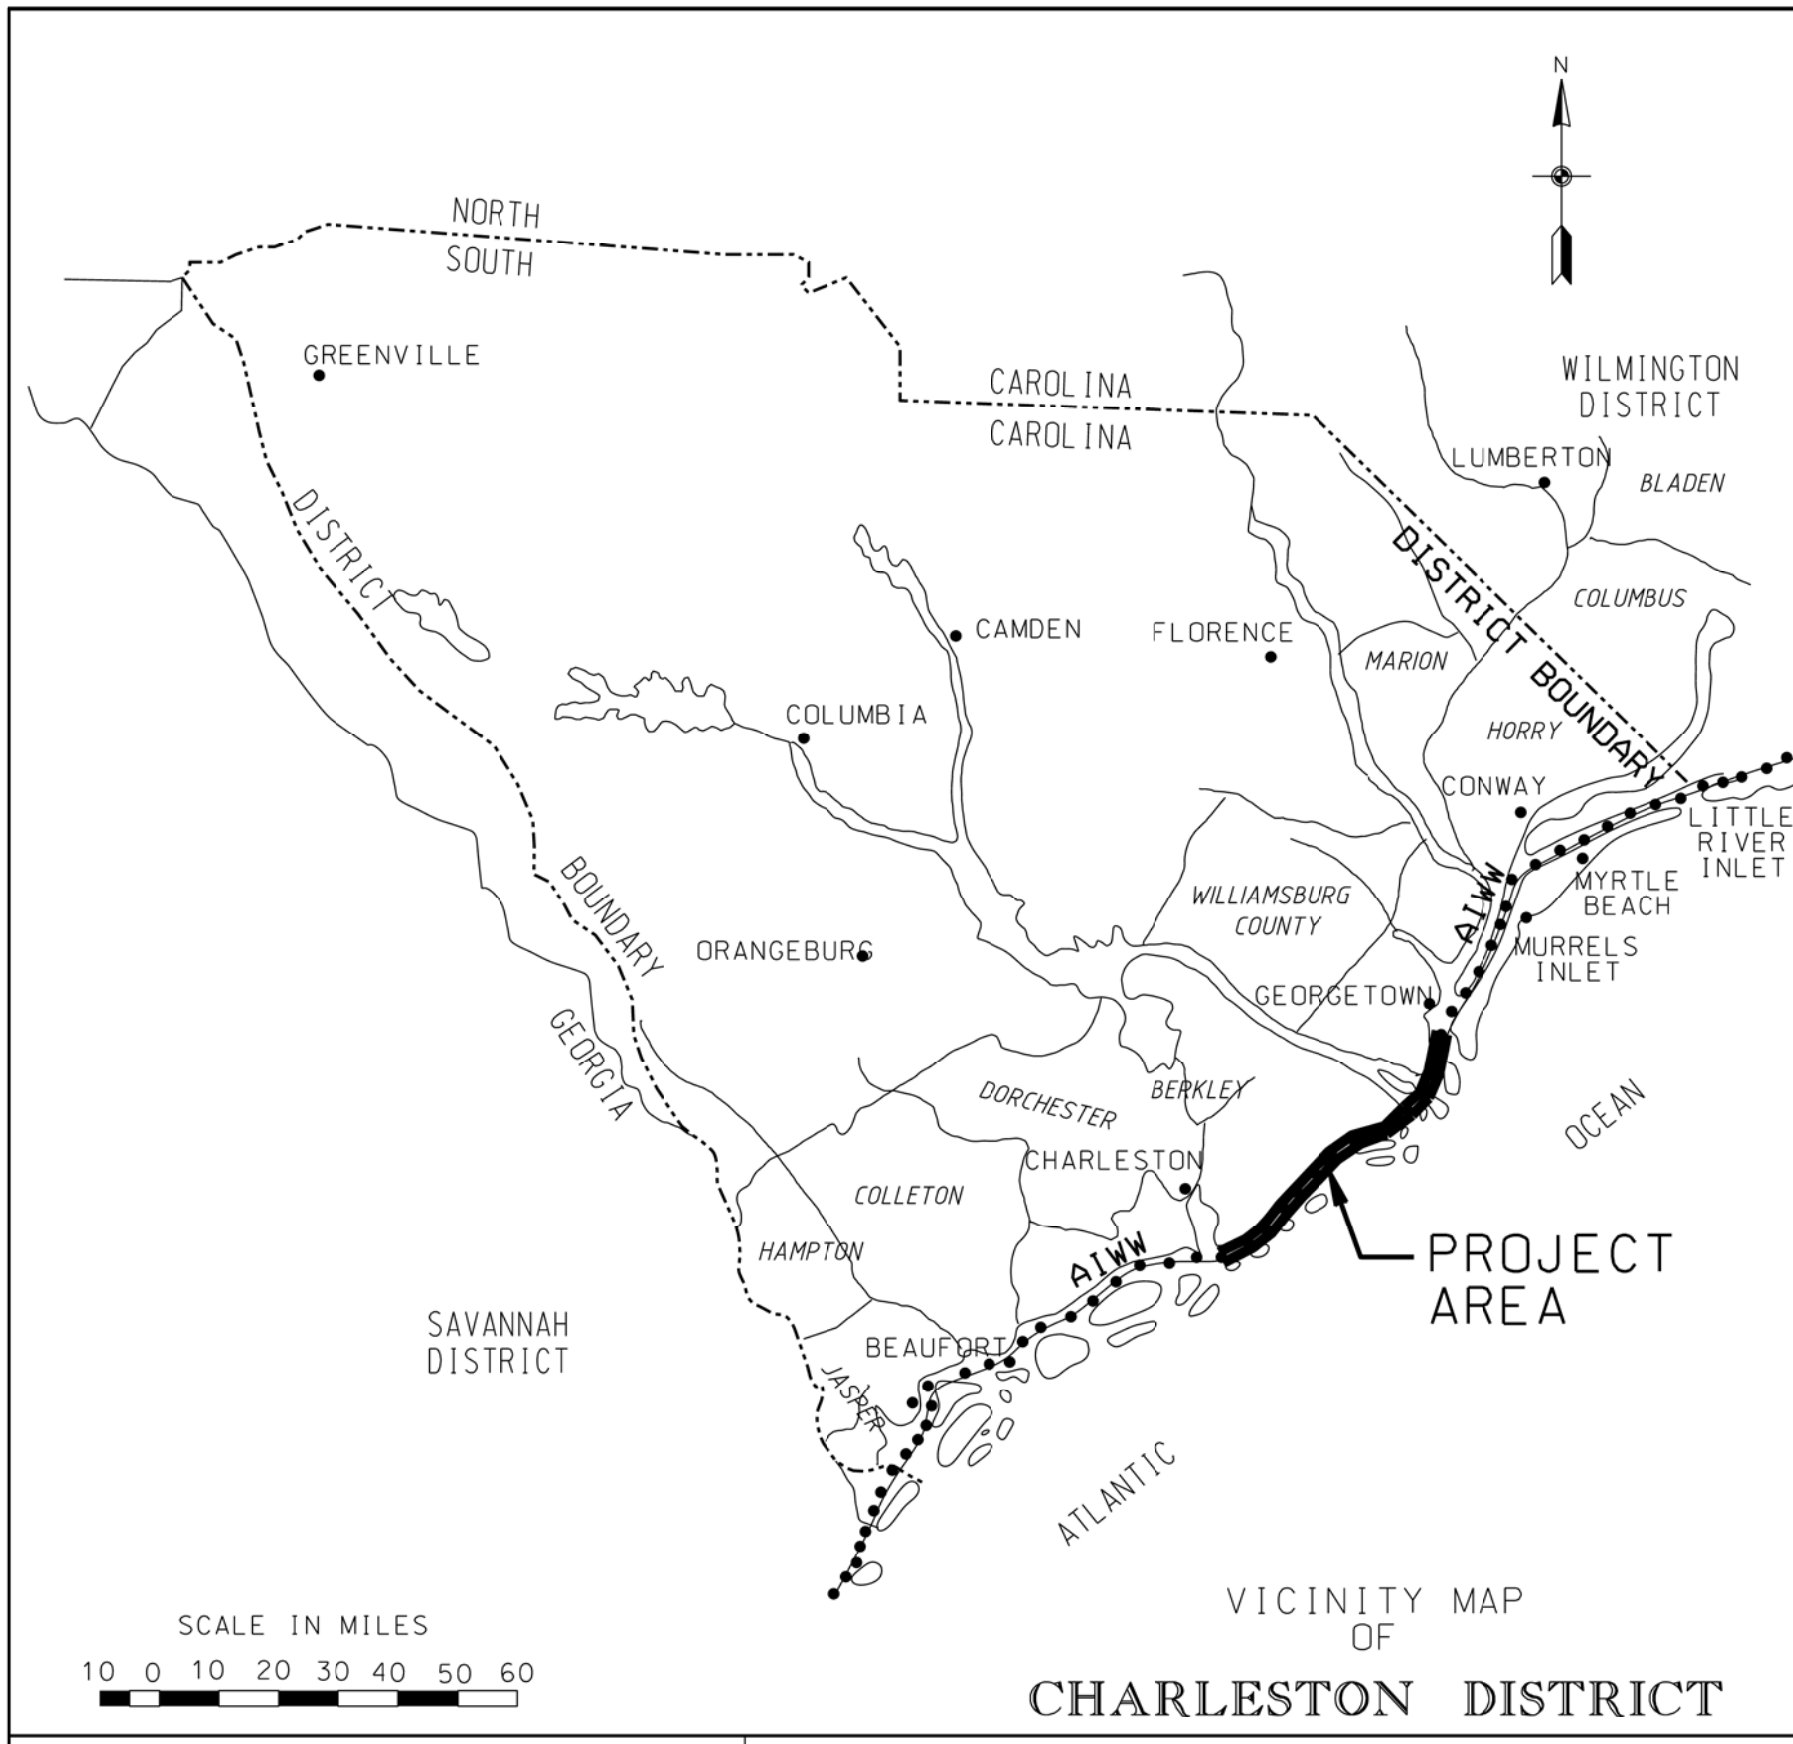 N
NORTH
SOUTH
GREENVILLE
CAROLINA
CAROLINA
WILMINGTON
DISTRICT
LUMBERTON
BLADEN
DISTRICT
DISTRICT BOUNDARY
COLUMBUS
CAMDEN
FLORENCE
MARION
COLUMBIA
HORRY
CONWAY
LITTLE
RIVER
INLET
BOUNDARY
WILLIAMSBURG
COUNTY
AIWW
MYRTLE
BEACH
ORANGEBURG
MURRELS
INLET
GEORGETOWN
GEORGIA
DORCHESTER
BERKLEY
OCEAN
CHARLESTON
COLLETON
HAMPTON
AIWW
PROJECT
AREA
SAVANNAH
DISTRICT
BEAUFORT
JASPER
ATLANTIC
VICINITY MAP
OF
CHARLESTON DISTRICT
SCALE IN MILES
10 0 10 20 30 40 50 60